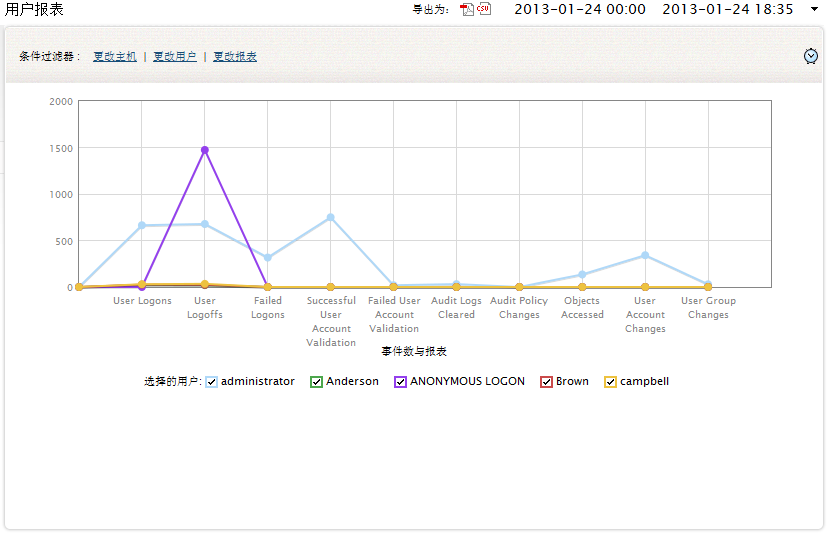 用户报表 导出为: CSV 2013-01-24 00:00 2013-01-24 18:35
条件过滤器: 更改主机 | 更改用户 | 更改报表
2000
1500
1000
500
0
User Logons
User Logoffs
Failed Logons
Successful User Account Validation
Failed User Account Validation
Audit Logs Cleared
Audit Policy Changes
Objects Accessed
User Account Changes
User Group Changes
事件数与报表
选择的用户: administrator Anderson ANONYMOUS LOGON Brown campbell